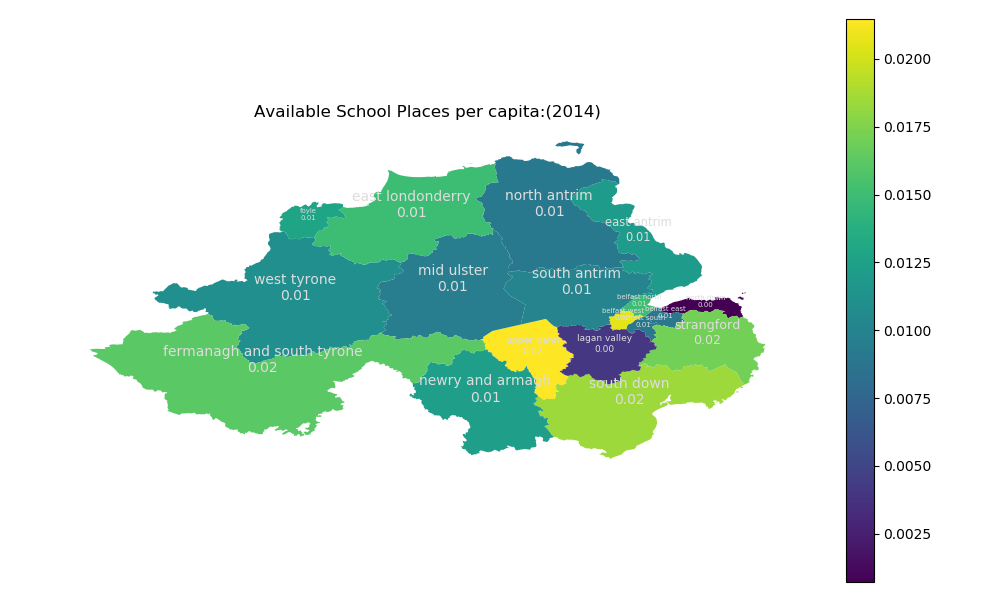 Available School Places per capita:(2014)
east londonderry
0.01
north antrim
0.01
foyle
0.01
east antrim
0.01
mid ulster
0.01
south antrim
0.01
west tyrone
0.01
belfast north
0.01
0.00
belfast west
belfast east
0.01
belfast south
0.01
strangford
0.02
lagan valley
0.00
upper bann
0.02
fermanagh and south tyrone
0.02
newry and armagh
0.01
south down
0.02
0.0200
0.0175
0.0150
0.0125
0.0100
0.0075
0.0050
0.0025